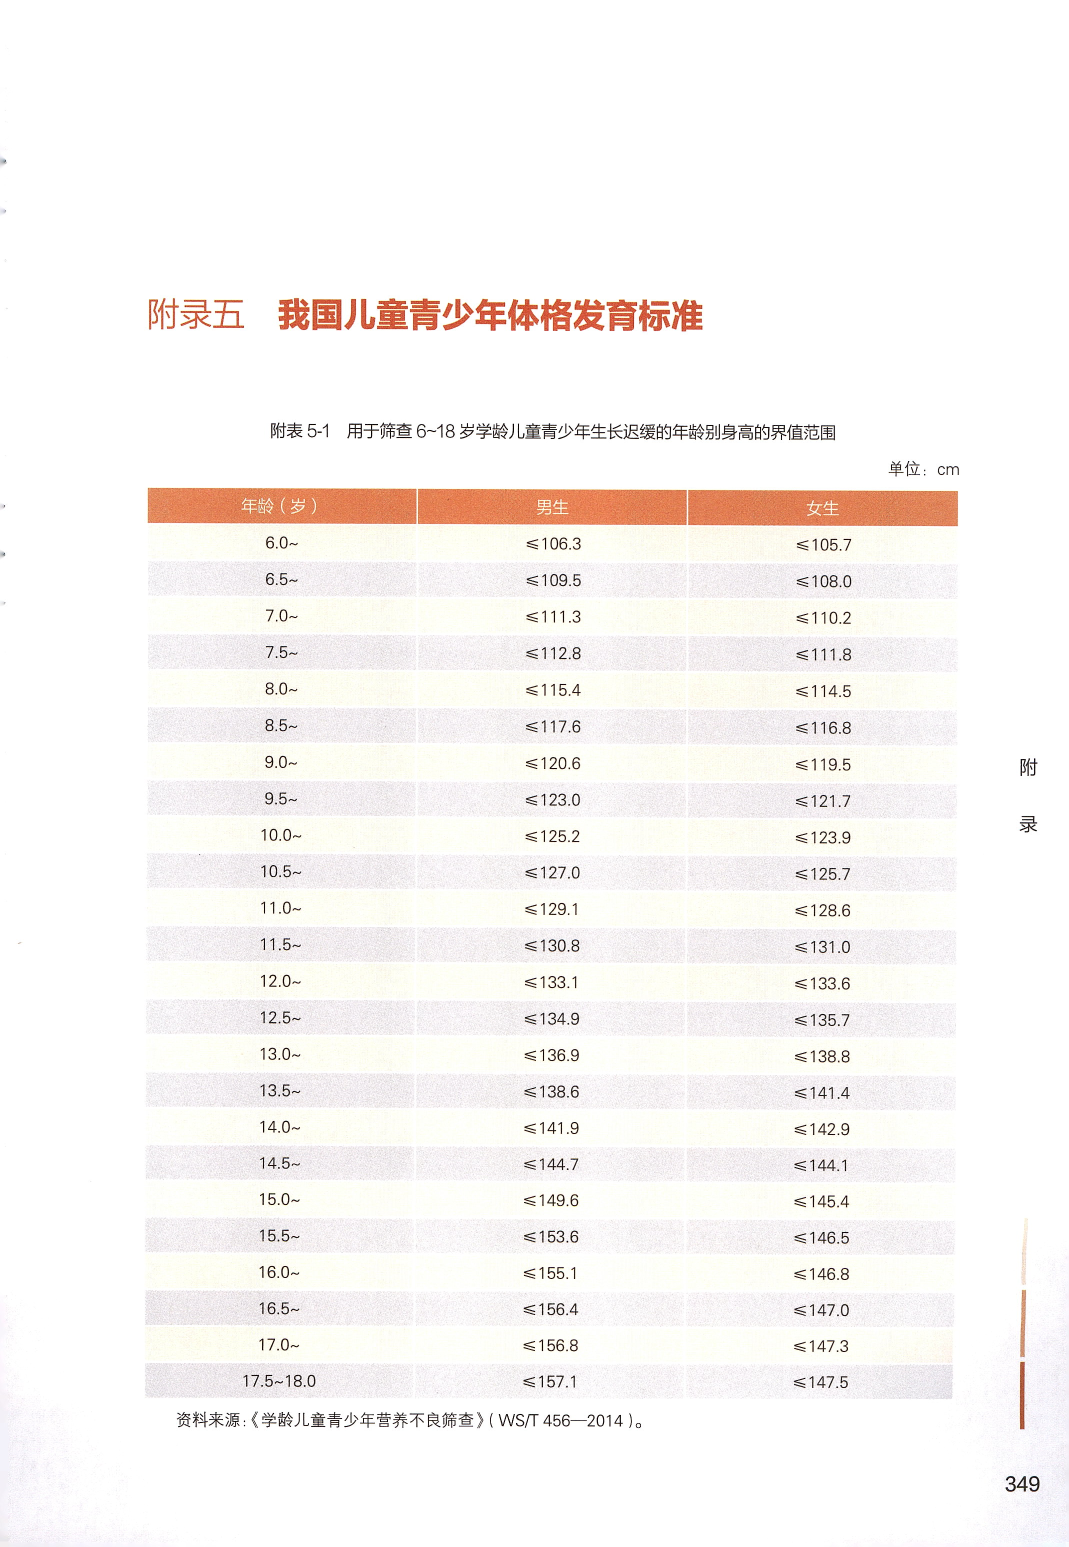 附录五 我国儿童青少年体格发育标准
附表 5-1 用于筛查 6~18 岁学龄儿童青少年生长迟缓的年龄别身高的界值范围
单位：cm
年龄（岁） 男生 女生
6.0~ ≤106.3 ≤105.7
6.5~ ≤109.5 ≤108.0
7.0~ ≤111.3 ≤110.2
7.5~ ≤112.8 ≤111.8
8.0~ ≤115.4 ≤114.5
8.5~ ≤117.6 ≤116.8
9.0~ ≤120.6 ≤119.5
9.5~ ≤123.0 ≤121.7
10.0~ ≤125.2 ≤123.9
10.5~ ≤127.0 ≤125.7
11.0~ ≤129.1 ≤128.6
11.5~ ≤130.8 ≤131.0
12.0~ ≤133.1 ≤133.6
12.5~ ≤134.9 ≤135.7
13.0~ ≤136.9 ≤138.8
13.5~ ≤138.6 ≤141.4
14.0~ ≤141.9 ≤142.9
14.5~ ≤144.7 ≤144.1
15.0~ ≤149.6 ≤145.4
15.5~ ≤153.6 ≤146.5
16.0~ ≤155.1 ≤146.8
16.5~ ≤156.4 ≤147.0
17.0~ ≤156.8 ≤147.3
17.5~18.0 ≤157.1 ≤147.5
资料来源：《学龄儿童青少年营养不良筛查》（WS/T 456—2014）。
附录
349